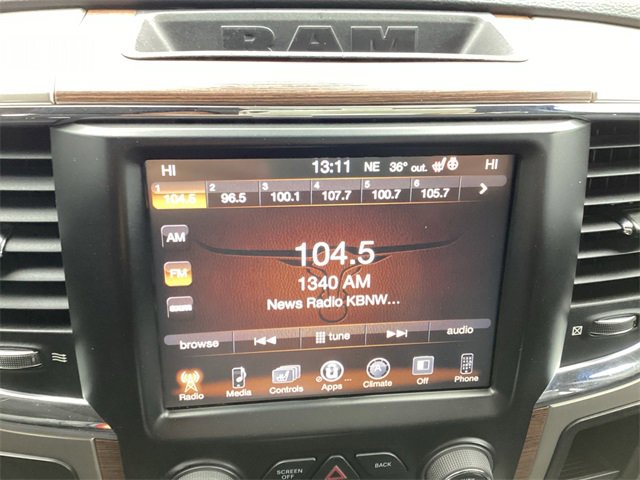 RAM
HI 13:11 NE 36° out. HI
1 104.5 2 96.5 3 100.1 4 107.7 5 100.7 6 105.7
AM
104.5
FM
1340 AM
News Radio KBNW...
browse tune audio
Radio Media Controls Apps Climate Off Phone
SCREEN OFF BACK